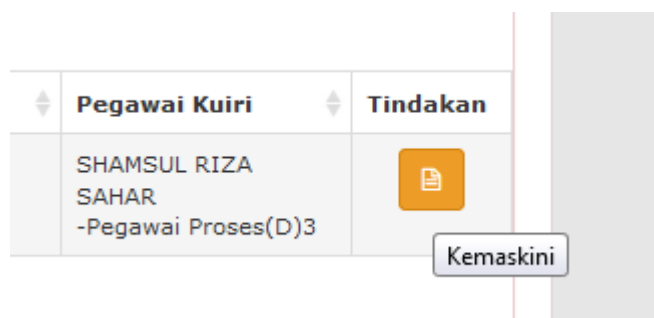 Pegawai Kuiri
Tindakan
SHAMSUL RIZA
SAHAR
-Pegawai Proses(D)3
Kemaskini